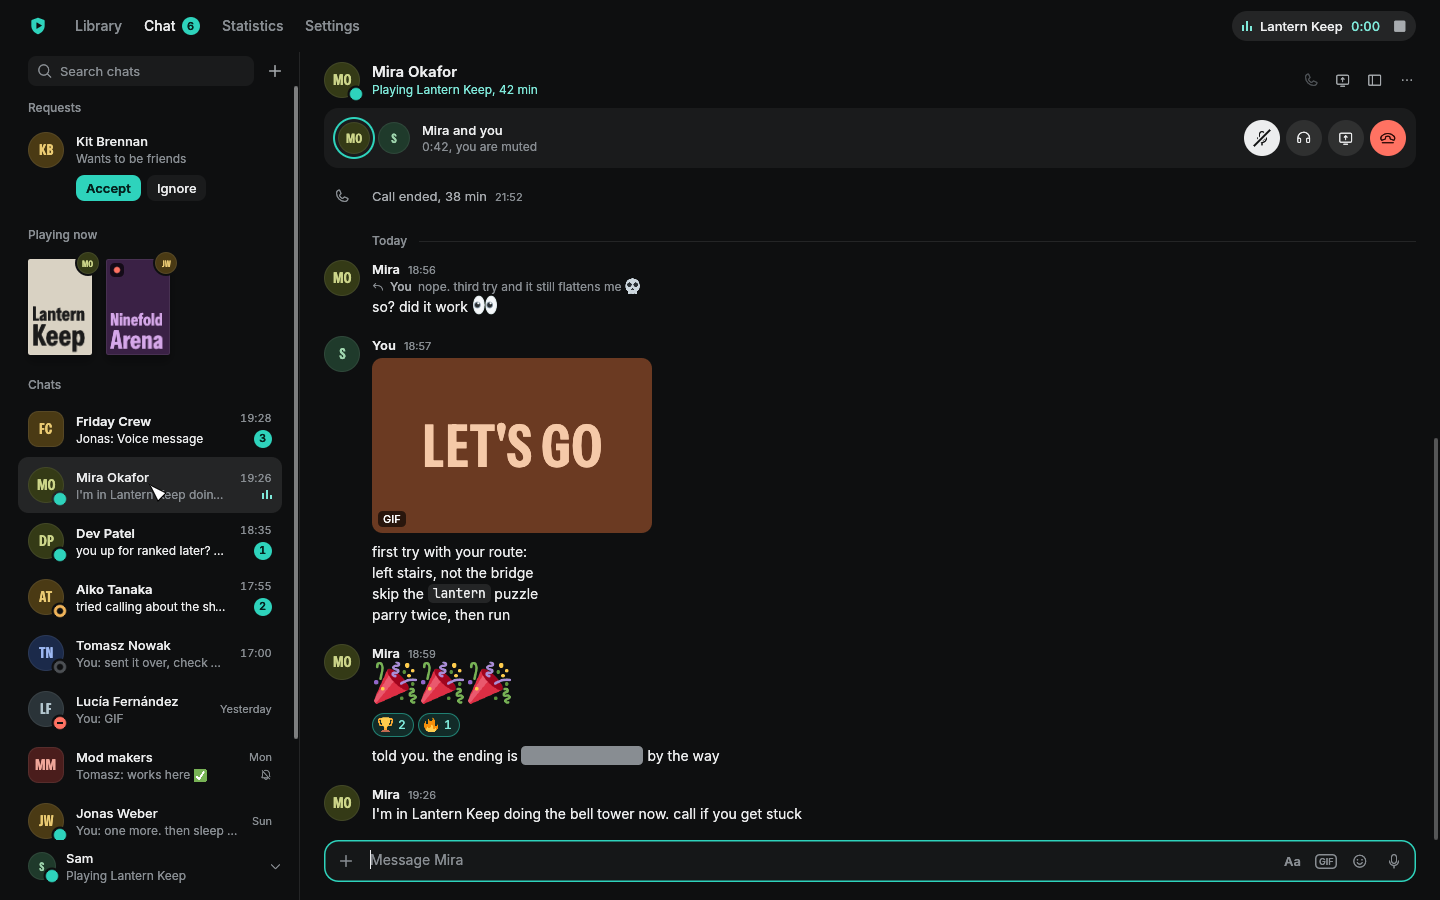 Library
Chat 6
Statistics
Settings
Lantern Keep 0:00
Search chats
Requests
KB
Kit Brennan
Wants to be friends
Accept
Ignore
Playing now
MO
Lantern
Keep
JW
Ninefold
Arena
Chats
FC
Friday Crew
19:28
Jonas: Voice message
3
MO
Mira Okafor
19:26
I'm in Lantern Keep doin...
DP
Dev Patel
18:35
you up for ranked later? ...
1
AT
Aiko Tanaka
17:55
tried calling about the sh...
2
TN
Tomasz Nowak
17:00
You: sent it over, check ...
LF
Lucía Fernández
Yesterday
You: GIF
MM
Mod makers
Mon
Tomasz: works here ✅
JW
Jonas Weber
Sun
You: one more. then sleep ...
S
Sam
Playing Lantern Keep
MO
Mira Okafor
Playing Lantern Keep, 42 min
MO
S
Mira and you
0:42, you are muted
Call ended, 38 min 21:52
Today
MO
Mira 18:56
You nope. third try and it still flattens me 💀
so? did it work 👀
S
You 18:57
LET'S GO
GIF
first try with your route:
left stairs, not the bridge
skip the lantern puzzle
parry twice, then run
MO
Mira 18:59
🎉🎉🎉
🏆 2 🔥 1
told you. the ending is by the way
MO
Mira 19:26
I'm in Lantern Keep doing the bell tower now. call if you get stuck
Message Mira
Aa
GIF